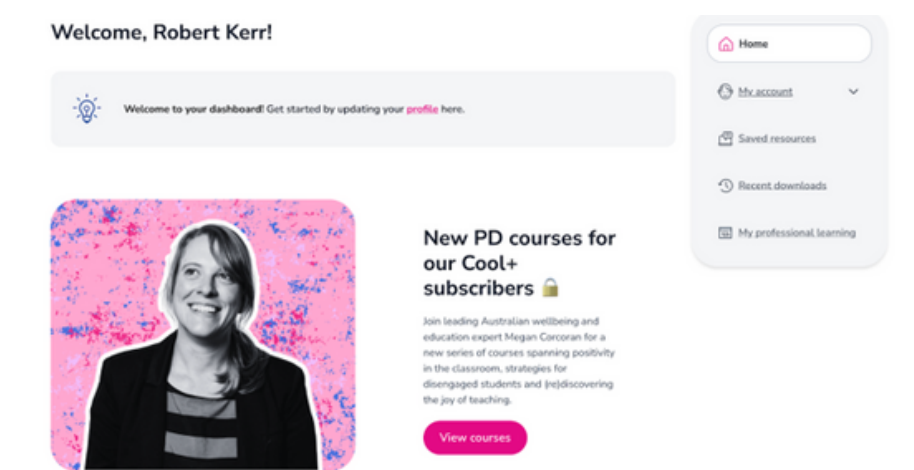 Welcome, Robert Kerr!
Welcome to your dashboard! Get started by updating your profile here.
New PD courses for
our Cool+
subscribers 🔒
Join leading Australian wellbeing and
education expert Megan Corcoran for a
new series of courses spanning positivity
in the classroom, strategies for
disengaged students and (re)discovering
the joy of teaching.
View courses
Home
My account
Saved resources
Recent downloads
My professional learning